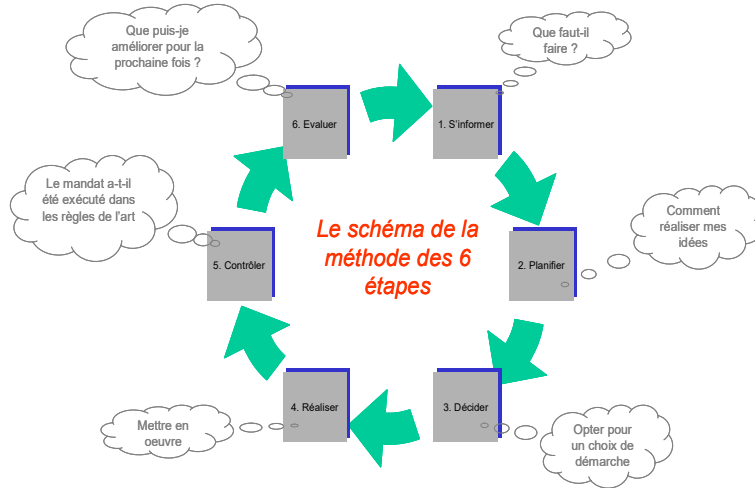 Que puis-je
améliorer pour la
prochaine fois ?
Que faut-il
faire ?
6. Evaluer
1. S'informer
Le mandat a-t-il
été exécuté dans
les règles de l'art
Le schéma de la
méthode des 6
étapes
Comment
réaliser mes
idées
5. Contrôler
2. Planifier
4. Réaliser
3. Décider
Mettre en
oeuvre
Opter pour
un choix de
démarche